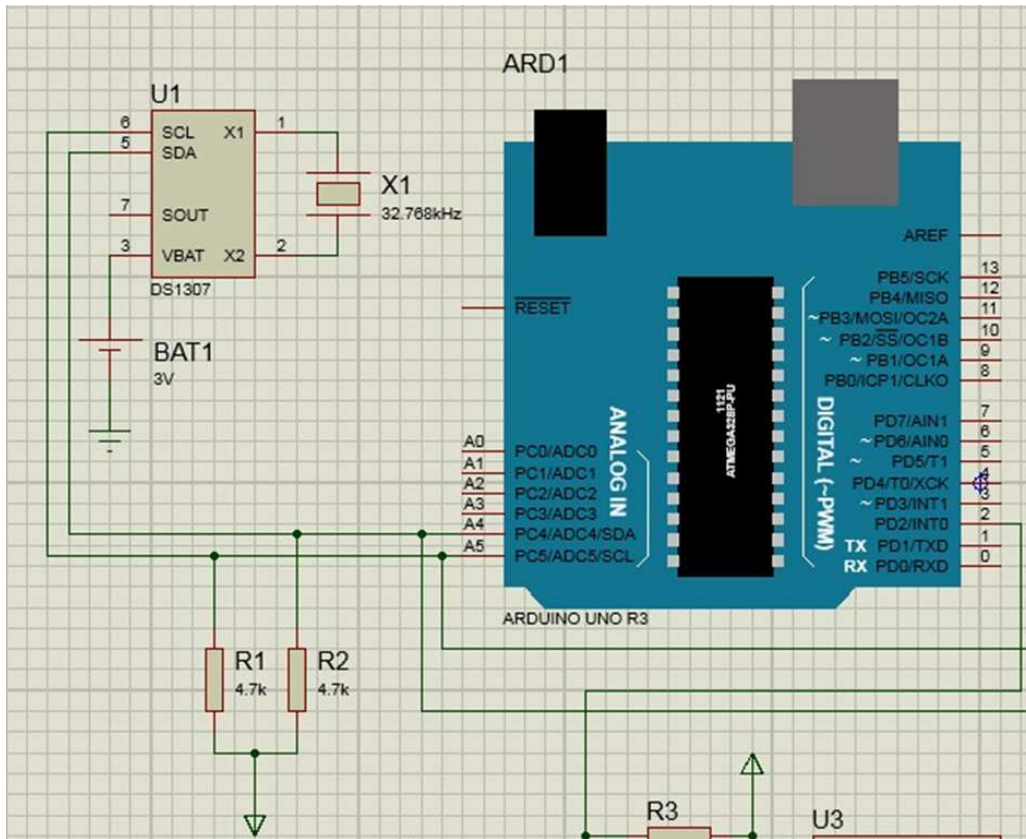 ARD1
U1
6
SCL
X1
1
5
SDA
X1
32.768kHz
7
SOUT
3
VBAT
X2
2
DS1307
BAT1
3V
RESET
AREF
PB5/SCK
13
PB4/MISO
12
~PB3/MOSI/OC2A
11
~ PB2/SS/OC1B
10
~ PB1/OC1A
9
PB0/ICP1/CLKO
8
1121
ATMEGA328P-PU
ANALOG IN
DIGITAL (~PWM)
PD7/AIN1
7
~PD6/AIN0
6
~ PD5/T1
5
PD4/T0/XCK
4
~PD3/INT1
3
PD2/INT0
2
TX PD1/TXD
1
RX PD0/RXD
0
A0
PC0/ADC0
A1
PC1/ADC1
A2
PC2/ADC2
A3
PC3/ADC3
A4
PC4/ADC4/SDA
A5
PC5/ADC5/SCL
ARDUINO UNO R3
R1
4.7k
R2
4.7k
R3
U3